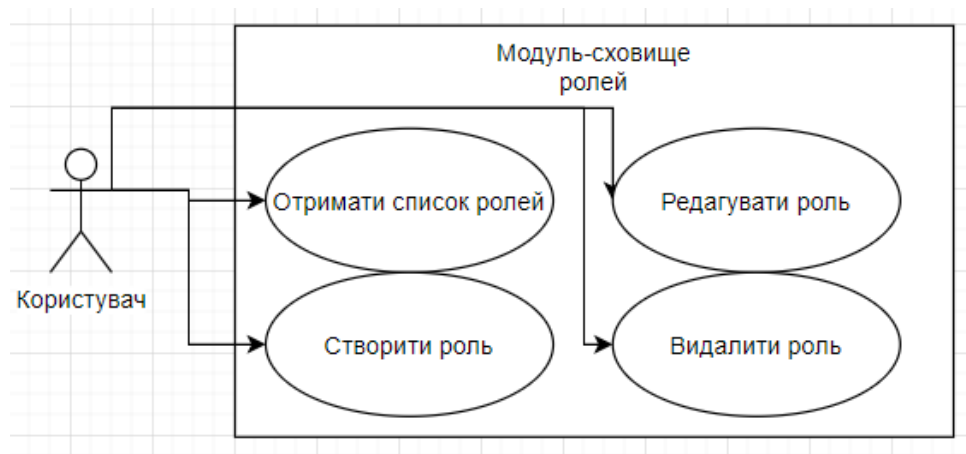 Модуль-сховище
ролей
Отримати список ролей
Редагувати роль
Користувач
Створити роль
Видалити роль